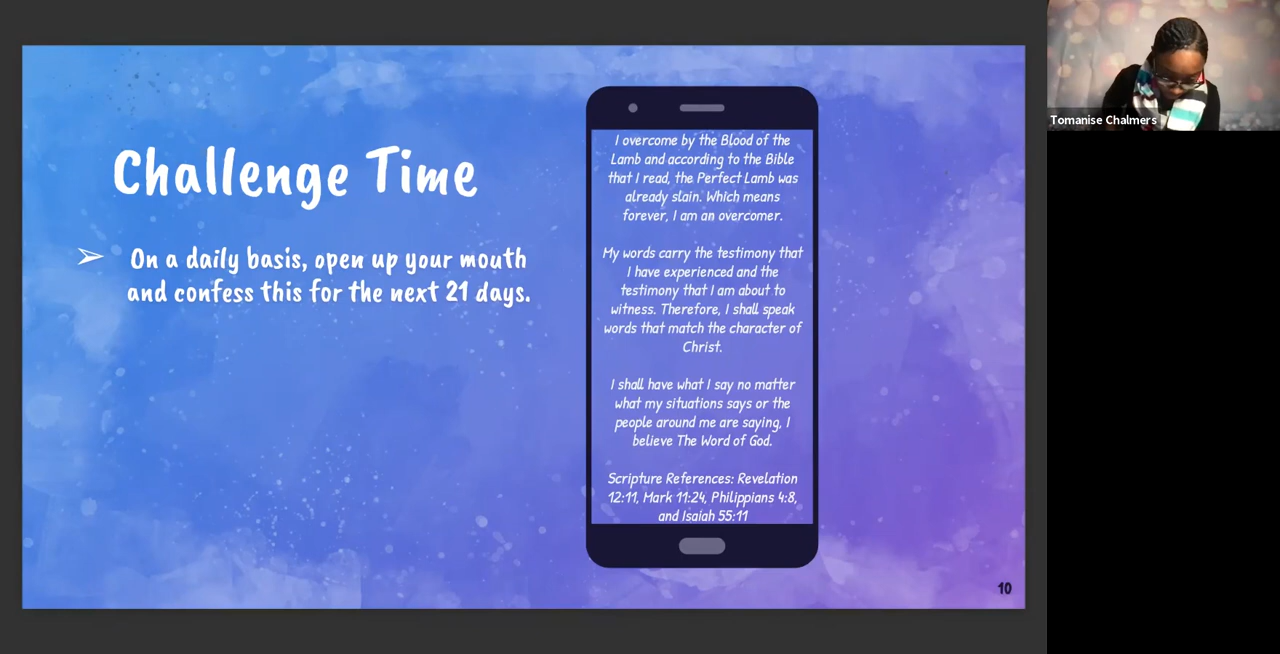 Challenge Time
On a daily basis, open up your mouth
and confess this for the next 21 days.
I overcome by the Blood of the
Lamb and according to the Bible
that I read, the Perfect Lamb was
already slain. Which means
forever, I am an overcomer.
My words carry the testimony that
I have experienced and the
testimony that I am about to
witness. Therefore, I shall speak
words that match the character of
Christ.
I shall have what I say no matter
what my situations says or the
people around me are saying, I
believe The Word of God.
Scripture References: Revelation
12:11, Mark 11:24, Philippians 4:8,
and Isaiah 55:11
10
Tomanise Chalmers